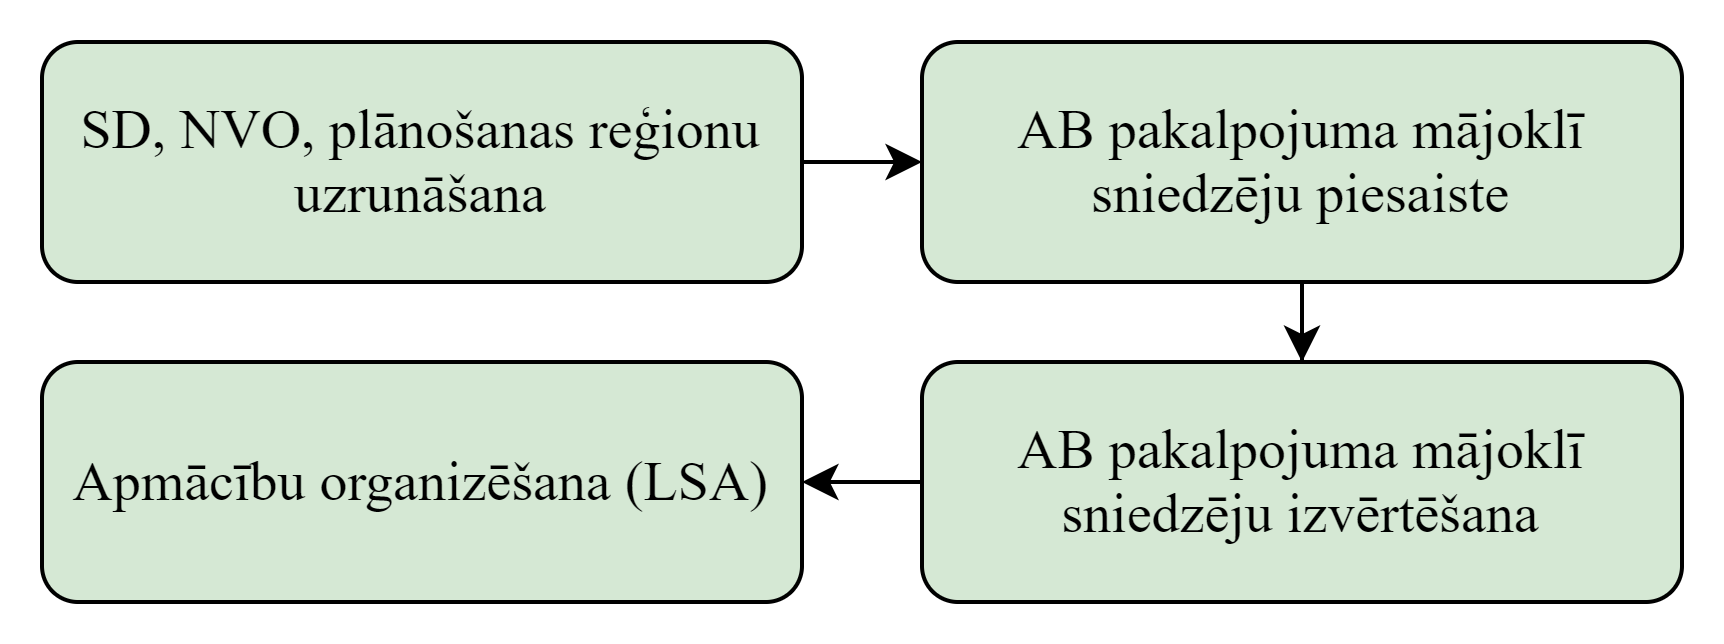 SD, NVO, plānošanas reģionu
uzrunāšana
AB pakalpojuma mājoklī
sniedzēju piesaiste
AB pakalpojuma mājoklī
sniedzēju izvērtēšana
Apmācību organizēšana (LSA)